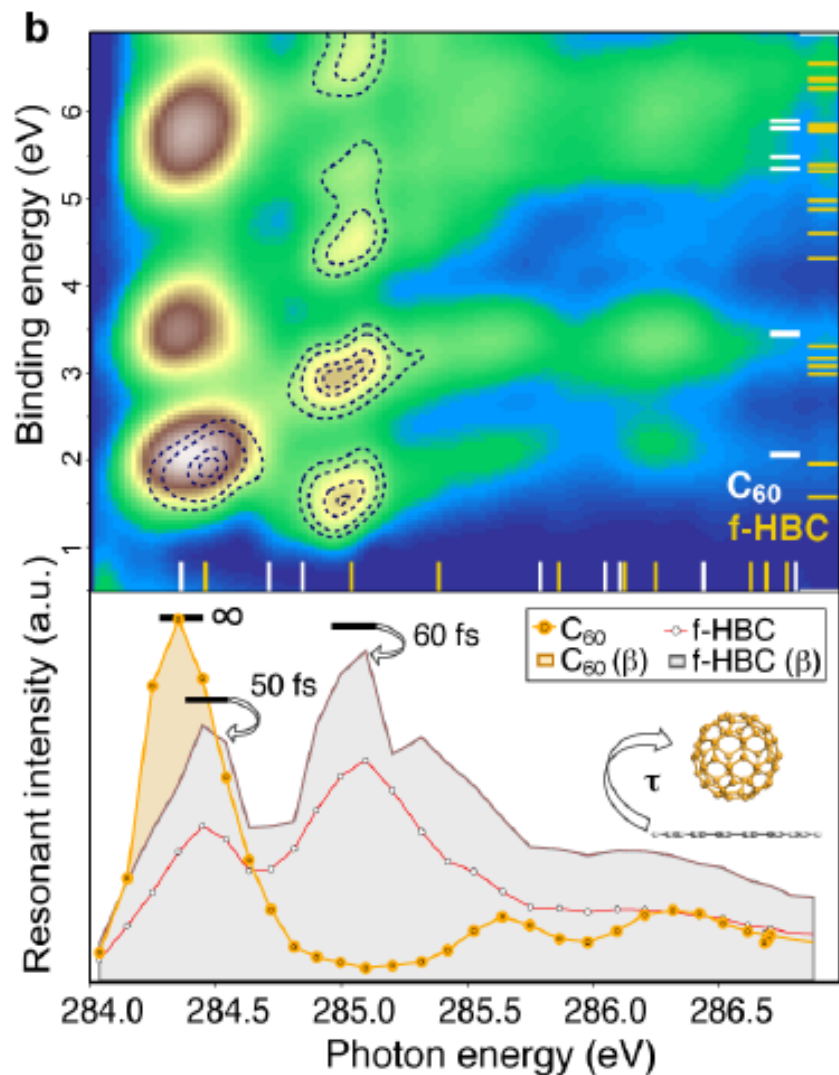 b
Binding energy (eV)
6
5
4
3
2
1
C₆₀
f-HBC
Resonant intensity (a.u.)
∞
50 fs
60 fs
C₆₀ f-HBC
C₆₀ (β) f-HBC (β)
τ
284.0 284.5 285.0 285.5 286.0 286.5
Photon energy (eV)